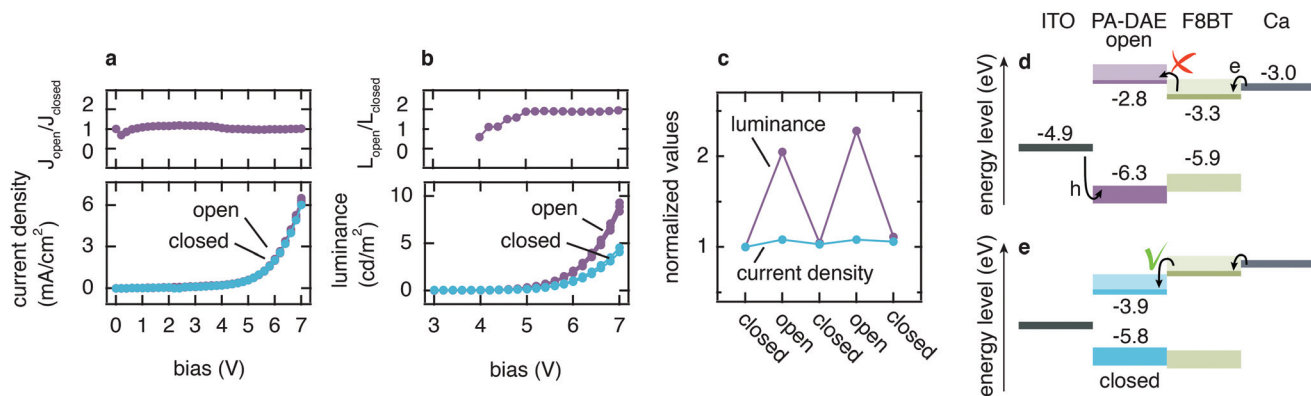 a
J_open/J_closed
2
1
0
current density
(mA/cm²)
6
3
0
open
closed
0 1 2 3 4 5 6 7
bias (V)
b
L_open/L_closed
2
1
0
luminance
(cd/m²)
10
5
0
open
closed
3 4 5 6 7
bias (V)
c
normalized values
2
1
luminance
current density
closed
open
closed
open
closed
ITO PA-DAE F8BT Ca
open
d
energy level (eV)
e
-3.0
-2.8
-3.3
-4.9
-5.9
-6.3
h
e
energy level (eV)
-3.9
-5.8
closed